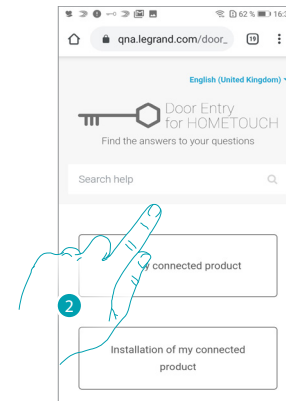 62 % 16:3
qna.legrand.com/door_ 19
English (United Kingdom)
Door Entry
for HOMETOUCH
Find the answers to your questions
Search help
y connected product
2
Installation of my connected
product